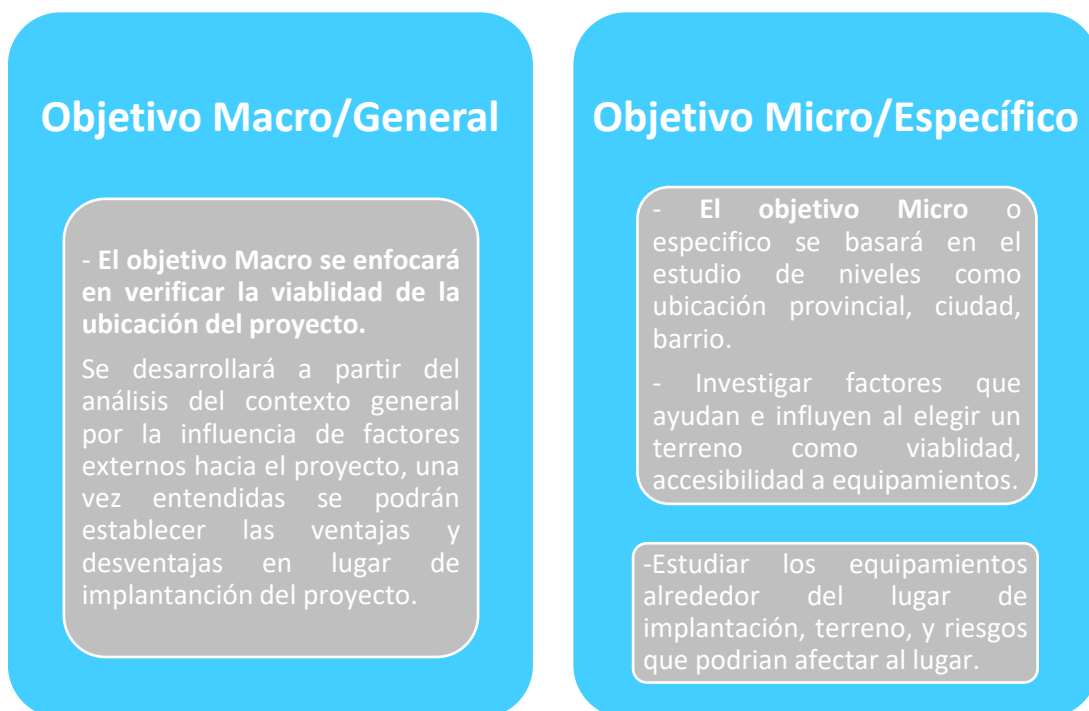 Objetivo Macro/General
- El objetivo Macro se enfocará
en verificar la viablidad de la
ubicación del proyecto.
Se desarrollará a partir del
análisis del contexto general
por la influencia de factores
externos hacia el proyecto, una
vez entendidas se podrán
establecer las ventajas y
desventajas en lugar de
implantanción del proyecto.
Objetivo Micro/Específico
- El objetivo Micro o
especifico se basará en el
estudio de niveles como
ubicación provincial, ciudad,
barrio.
- Investigar factores que
ayudan e influyen al elegir un
terreno como viablidad,
accesibilidad a equipamientos.
-Estudiar los equipamientos
alrededor del lugar de
implantación, terreno, y riesgos
que podrian afectar al lugar.